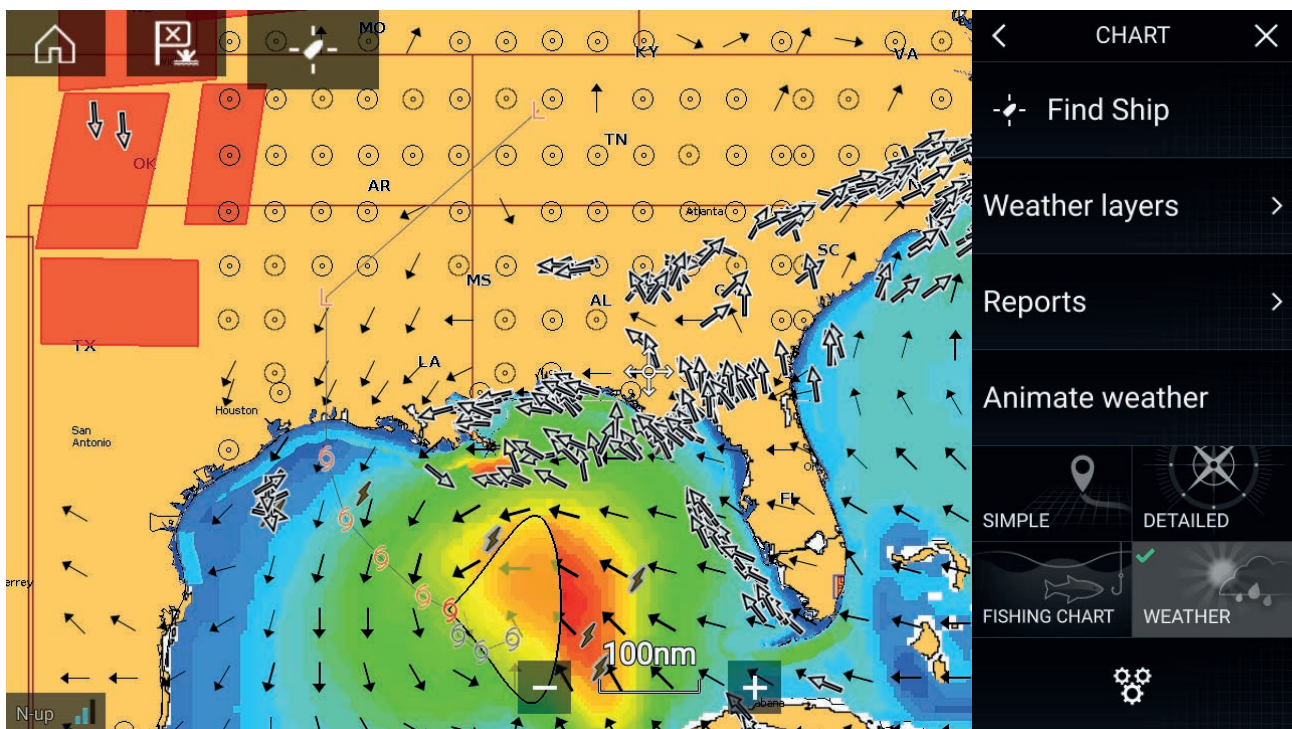 MO
KY
VA
CHART
Find Ship
L
TN
OK
AR
Atlanta
Weather layers
SC
MS
AL
Reports
L
TX
LA
Animate weather
Houston
San
Antonio
FL
SIMPLE
DETAILED
FISHING CHART
WEATHER
100nm
N-up